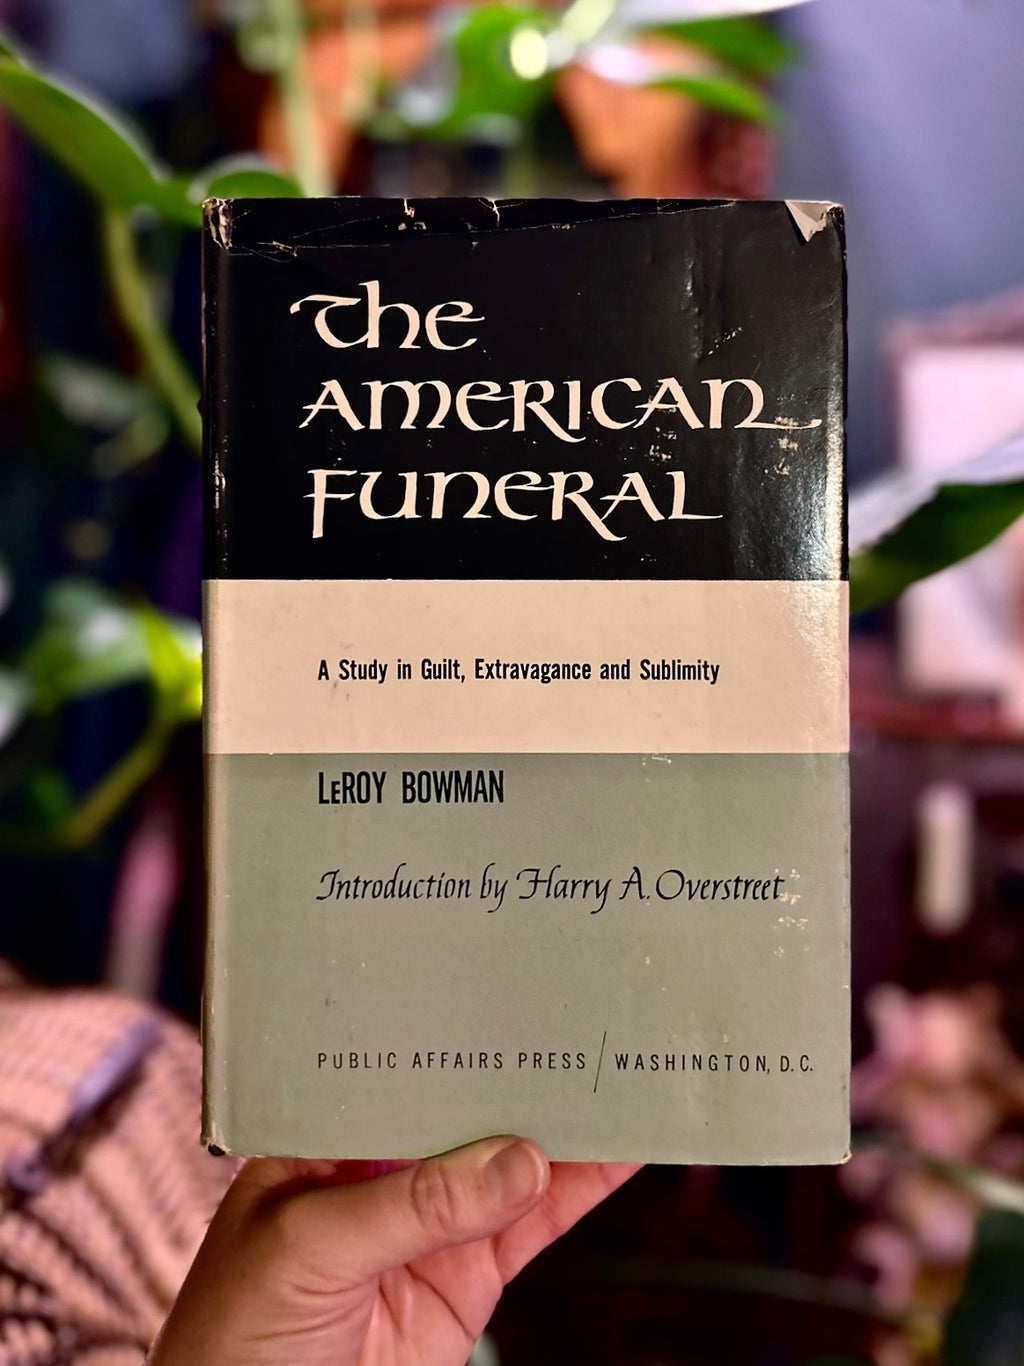 The
American
Funeral
A Study in Guilt, Extravagance and Sublimity
LeROY BOWMAN
Introduction by Harry A. Overstreet
PUBLIC AFFAIRS PRESS / WASHINGTON, D.C.